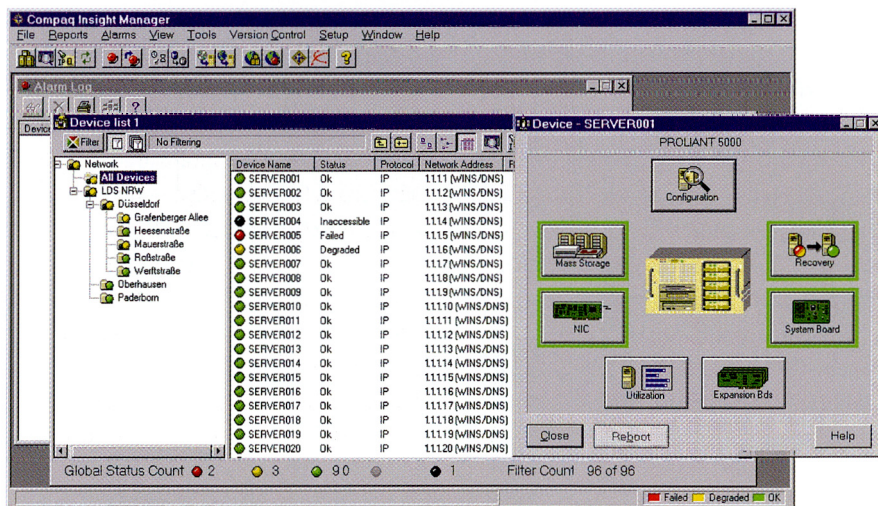 Compaq Insight Manager
File Reports Alarms View Tools Version Control Setup Window Help
Alarm Log
Device
Device list 1
Filter
No Filtering
Network
All Devices
LDS NRW
Düsseldorf
Grafenberger Allee
Heesenstraße
Mauerstraße
Roßstraße
Werftstraße
Oberhausen
Paderborn
Device Name Status Protocol Network Address
SERVER001 Ok IP 1.1.1.1 (WINS/DNS)
SERVER002 Ok IP 1.1.1.2 (WINS/DNS)
SERVER003 Ok IP 1.1.1.3 (WINS/DNS)
SERVER004 Inaccessible IP 1.1.1.4 (WINS/DNS)
SERVER005 Failed IP 1.1.1.5 (WINS/DNS)
SERVER006 Degraded IP 1.1.1.6 (WINS/DNS)
SERVER007 Ok IP 1.1.1.7 (WINS/DNS)
SERVER008 Ok IP 1.1.1.8 (WINS/DNS)
SERVER009 Ok IP 1.1.1.9 (WINS/DNS)
SERVER010 Ok IP 1.1.1.10 (WINS/DNS)
SERVER011 Ok IP 1.1.1.11 (WINS/DNS)
SERVER012 Ok IP 1.1.1.12 (WINS/DNS)
SERVER013 Ok IP 1.1.1.13 (WINS/DNS)
SERVER014 Ok IP 1.1.1.14 (WINS/DNS)
SERVER015 Ok IP 1.1.1.15 (WINS/DNS)
SERVER016 Ok IP 1.1.1.16 (WINS/DNS)
SERVER017 Ok IP 1.1.1.17 (WINS/DNS)
SERVER018 Ok IP 1.1.1.18 (WINS/DNS)
SERVER019 Ok IP 1.1.1.19 (WINS/DNS)
SERVER020 Ok IP 1.1.1.20 (WINS/DNS)
Global Status Count 2 3 90 1 Filter Count 96 of 96
Device - SERVER001
PROLIANT 5000
Configuration
Mass Storage
Recovery
NIC
System Board
Utilization
Expansion Bds
Close Reboot Help
Failed Degraded OK